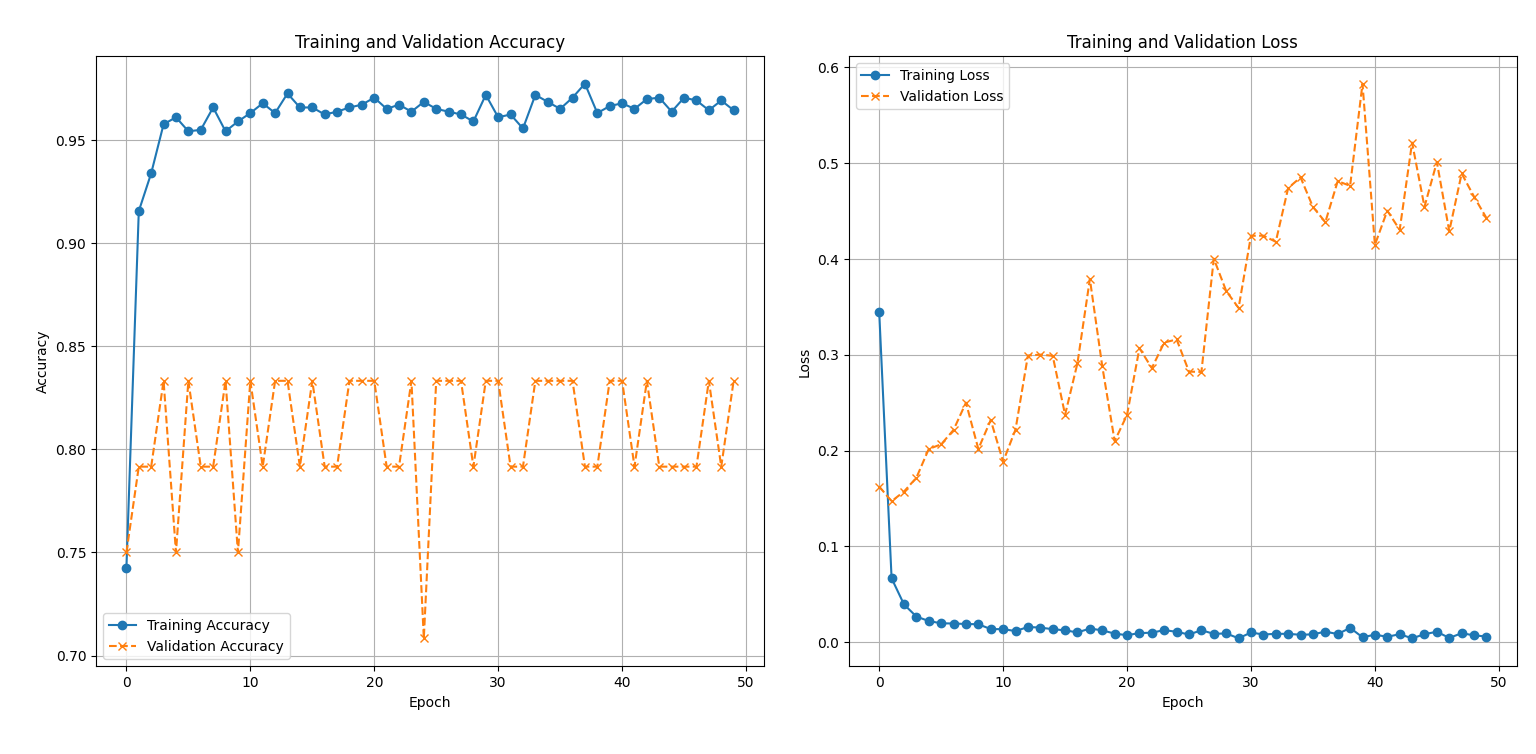 Training and Validation Accuracy
Accuracy
0.95
0.90
0.85
0.80
0.75
0.70
Training Accuracy
Validation Accuracy
0 10 20 30 40 50
Epoch
Training and Validation Loss
Loss
0.6
0.5
0.4
0.3
0.2
0.1
0.0
Training Loss
Validation Loss
0 10 20 30 40 50
Epoch